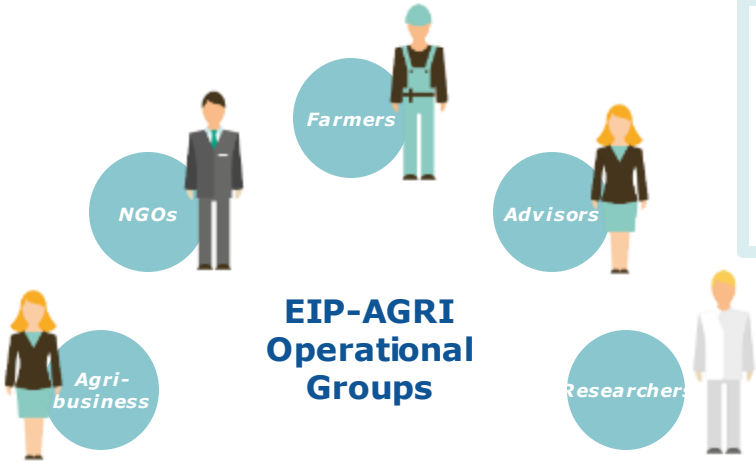 Farmers
NGOs
Advisors
EIP-AGRI
Operational
Groups
Agri-
business
Researchers